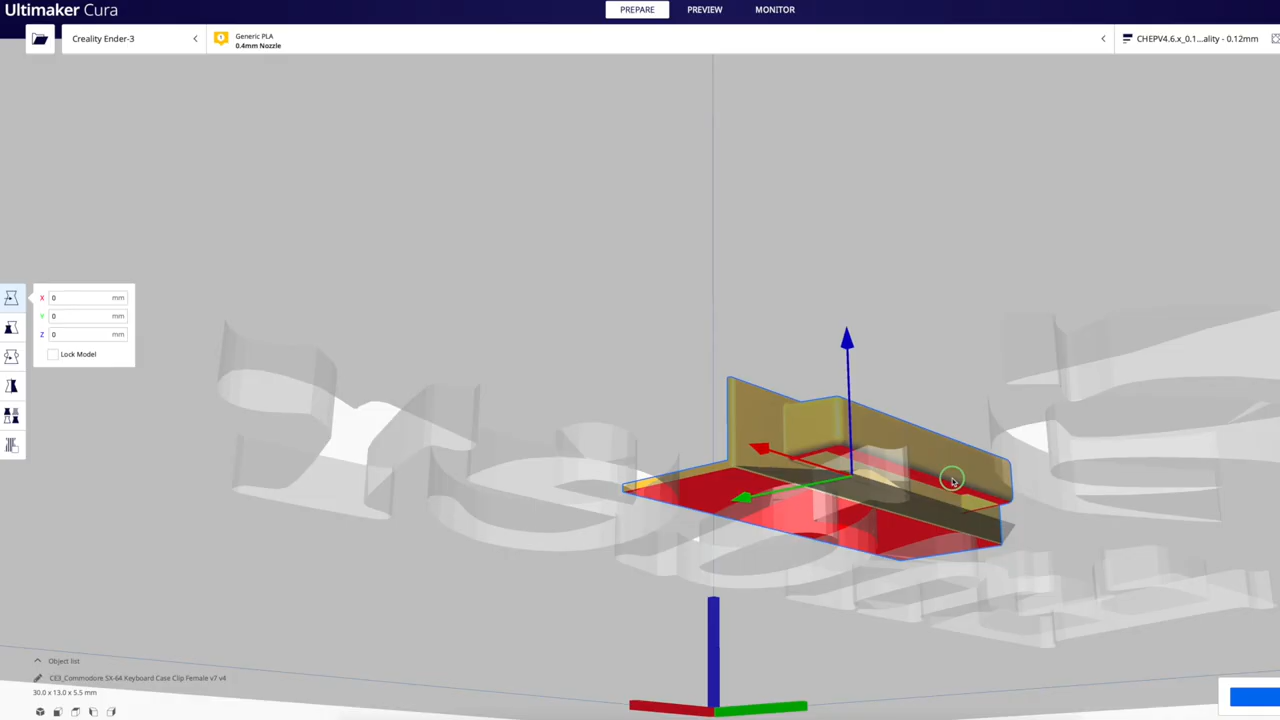 Ultimaker Cura
PREPARE
PREVIEW
MONITOR
Creality Ender-3
Generic PLA
0.4mm Nozzle
CHEPV4.6.x_0.1...ality - 0.12mm
X 0 mm
Y 0 mm
Z 0 mm
Lock Model
Object list
CE3_Commodore SX-64 Keyboard Case Clip Female v7 v4
30.0 x 13.0 x 5.5 mm